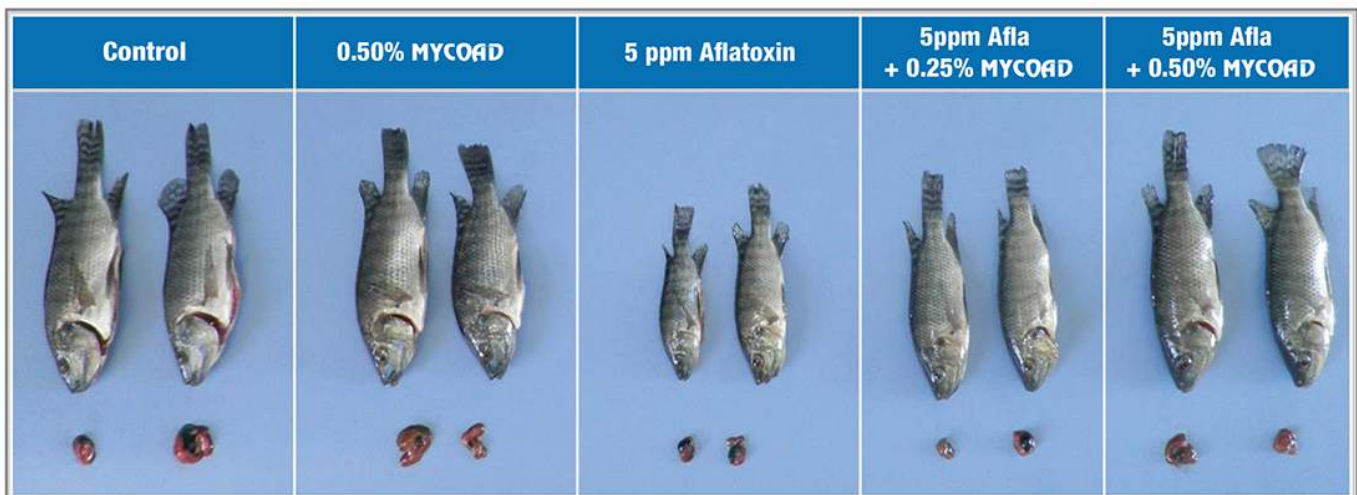 Control
0.50% MYCOAD
5 ppm Aflatoxin
5ppm Afla
+ 0.25% MYCOAD
5ppm Afla
+ 0.50% MYCOAD